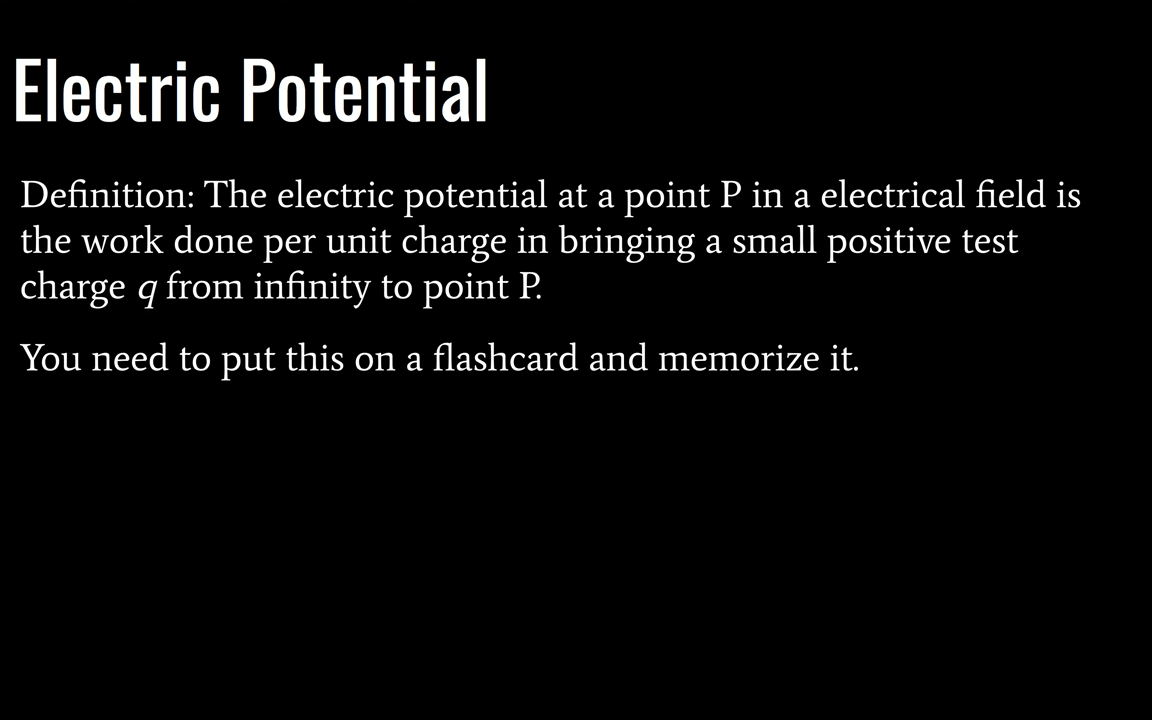 Electric Potential
Definition: The electric potential at a point P in a electrical field is
the work done per unit charge in bringing a small positive test
charge q from infinity to point P.
You need to put this on a flashcard and memorize it.